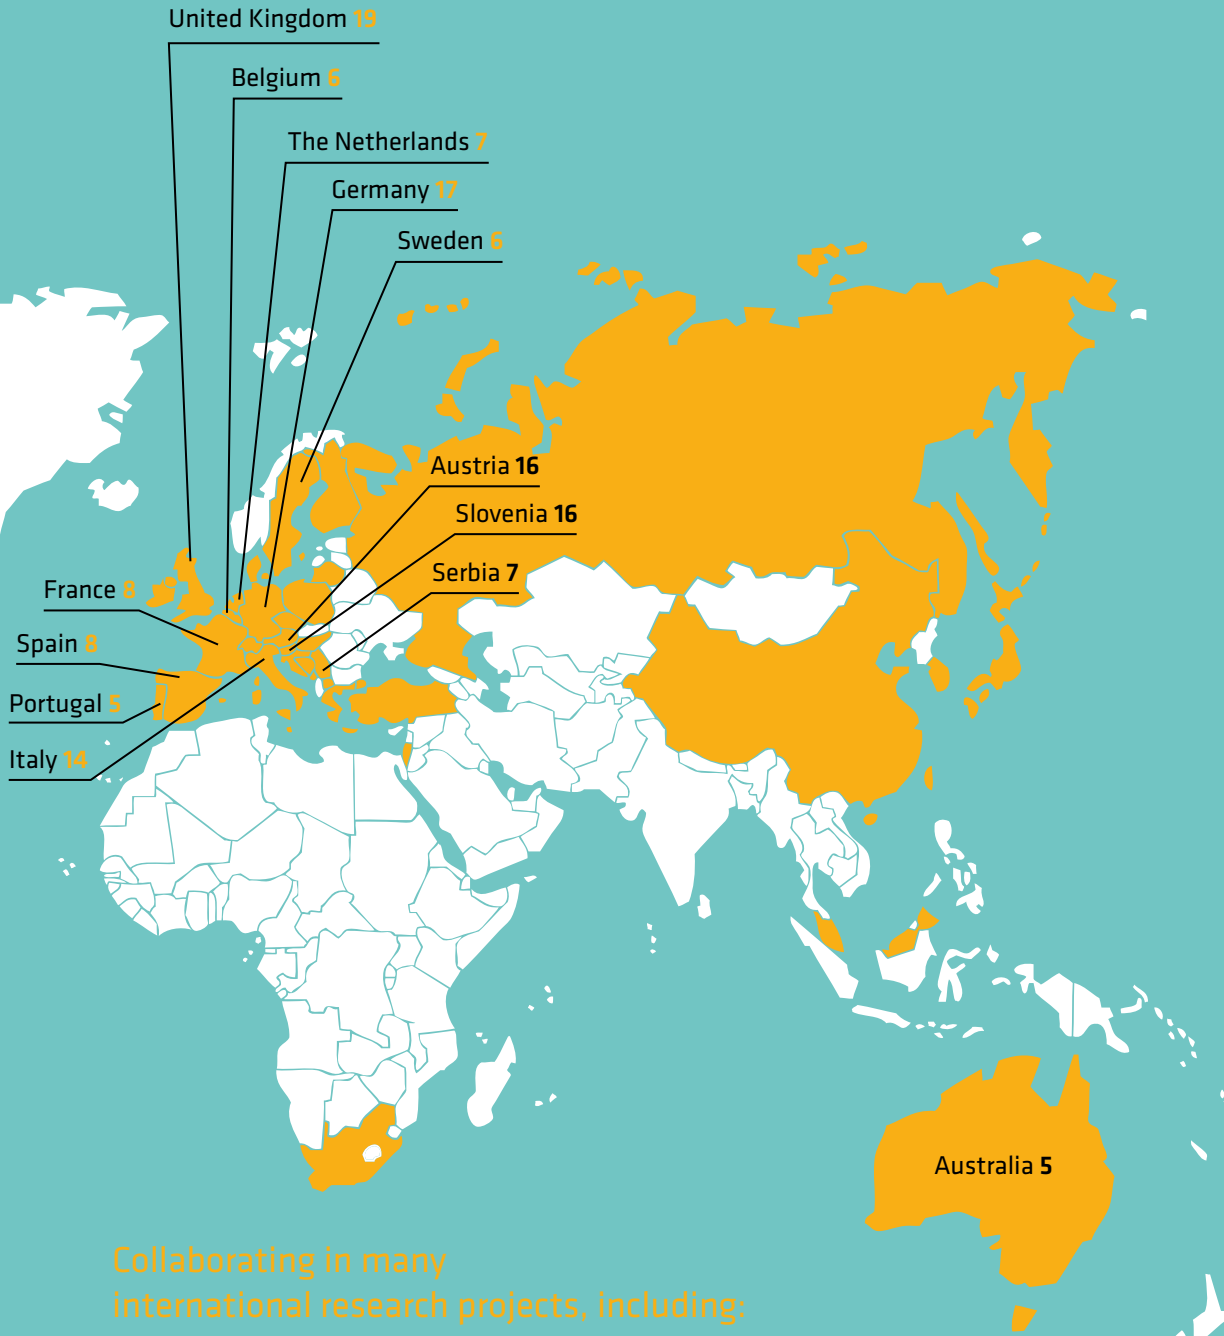 United Kingdom 19
Belgium 6
The Netherlands 7
Germany 17
Sweden 6
Austria 16
Slovenia 16
Serbia 7
France 8
Spain 8
Portugal 5
Italy 14
Australia 5
Collaborating in many
international research projects, including: